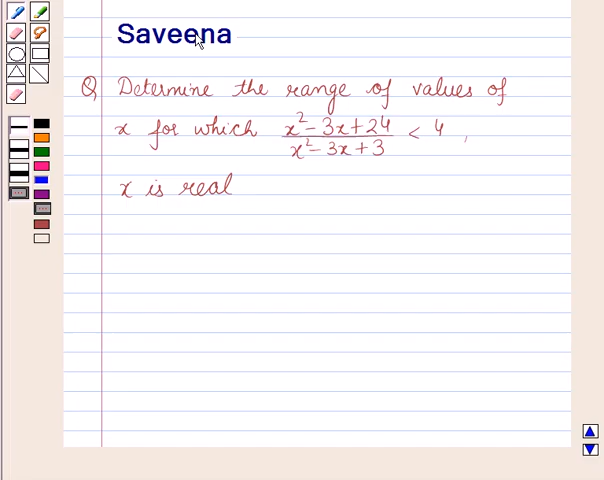 Saveena
Q Determine the range of values of
x for which x²-3x+24/x²-3x+3 < 4,
x is real